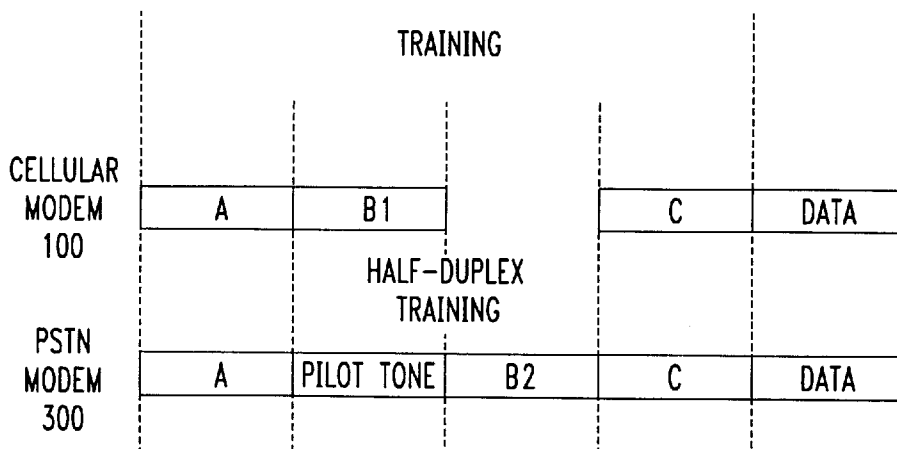 TRAINING
CELLULAR
MODEM
100
A
B1
C
DATA
HALF-DUPLEX
TRAINING
PSTN
MODEM
300
A
PILOT TONE
B2
C
DATA